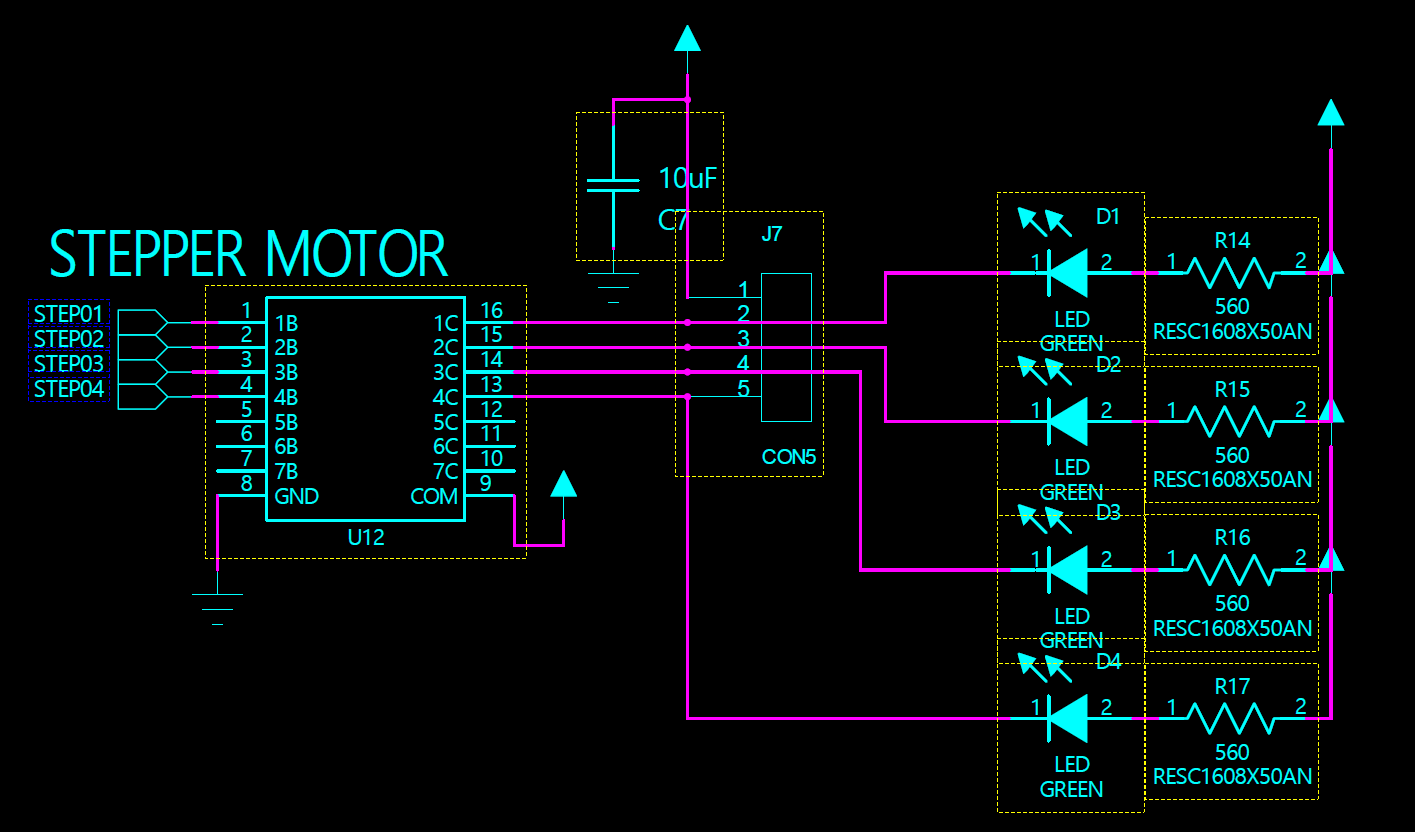 STEPPER MOTOR
STEP01
STEP02
STEP03
STEP04
1 1B 1C 16
2 2B 2C 15
3 3B 3C 14
4 4B 4C 13
5 5B 5C 12
6 6B 6C 11
7 7B 7C 10
8 GND COM 9
U12
10uF
C7
J7
1
2
3
4
5
CON5
D1
1 2
LED
GREEN
R14
1 2
560
RESC1608X50AN
D2
1 2
LED
GREEN
R15
1 2
560
RESC1608X50AN
D3
1 2
LED
GREEN
R16
1 2
560
RESC1608X50AN
D4
1 2
LED
GREEN
R17
1 2
560
RESC1608X50AN